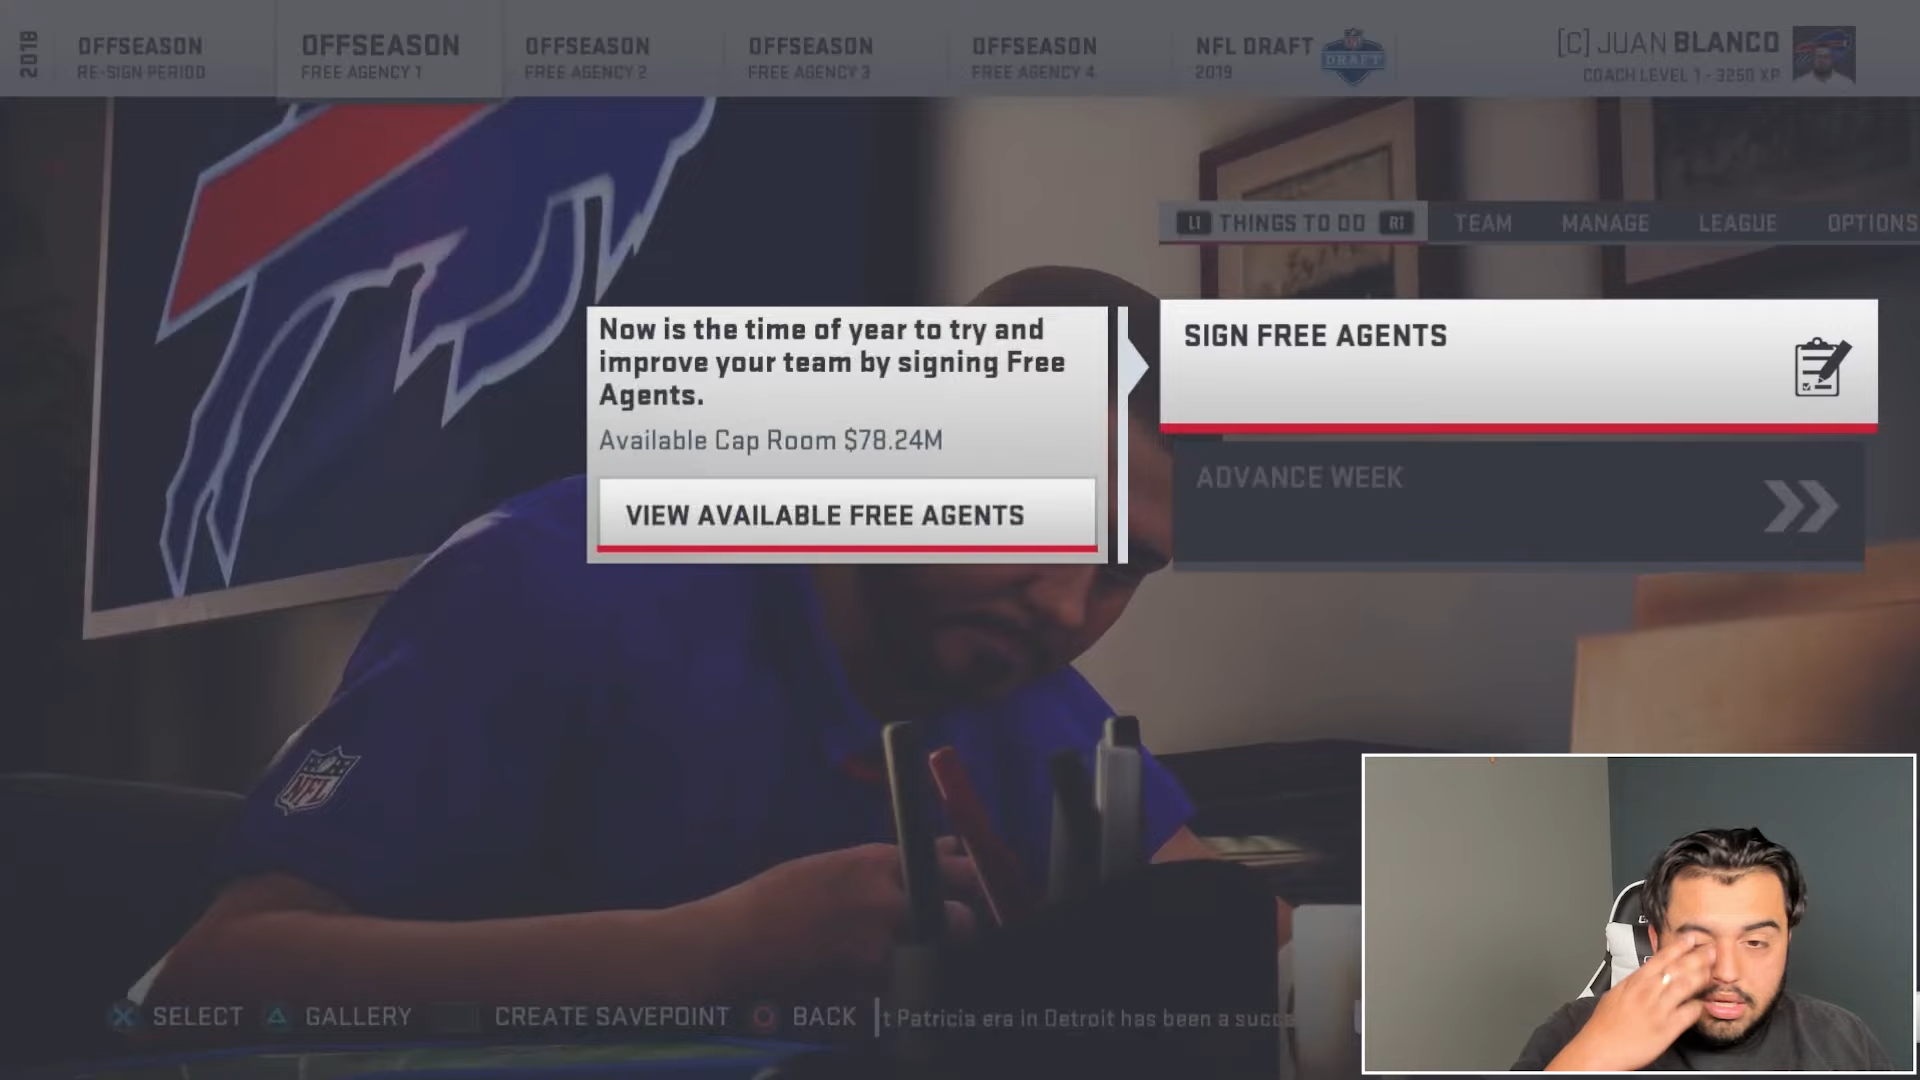 2018
OFFSEASON
RE-SIGN PERIOD
OFFSEASON
FREE AGENCY 1
OFFSEASON
FREE AGENCY 2
OFFSEASON
FREE AGENCY 3
OFFSEASON
FREE AGENCY 4
NFL DRAFT
2019
DRAFT
[C] JUAN BLANCO
COACH LEVEL 1 - 3250 XP
L1 THINGS TO DO R1
TEAM
MANAGE
LEAGUE
OPTIONS
Now is the time of year to try and
improve your team by signing Free
Agents.
Available Cap Room $78.24M
VIEW AVAILABLE FREE AGENTS
SIGN FREE AGENTS
ADVANCE WEEK
NFL
SELECT
GALLERY
CREATE SAVEPOINT
BACK
t Patricia era in Detroit has been a succe